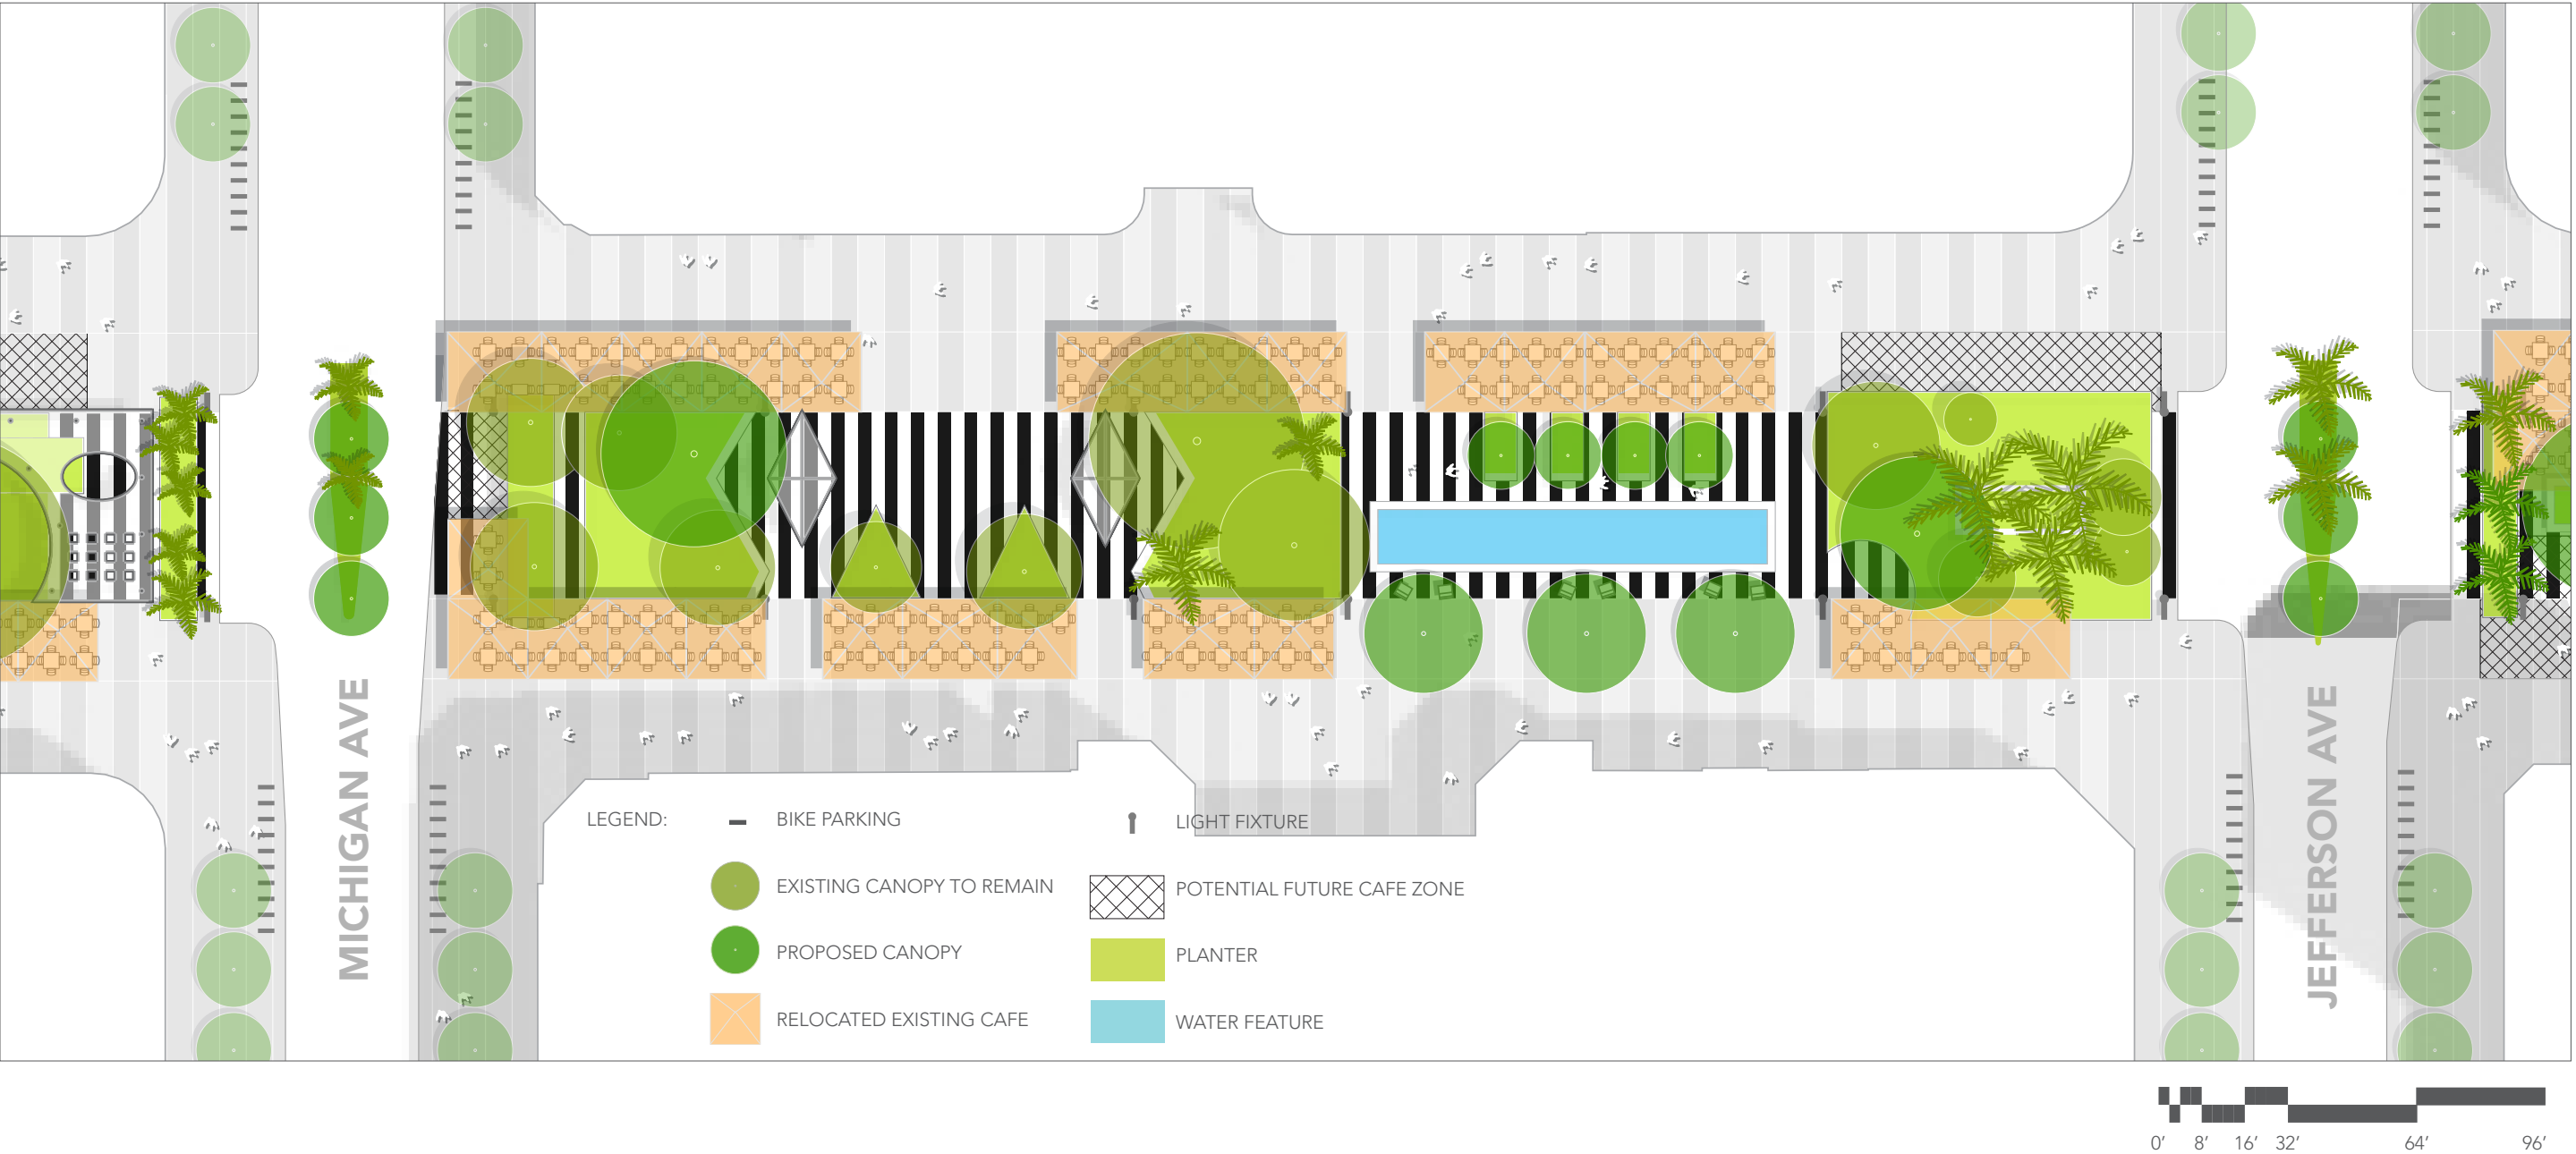 MICHIGAN AVE
JEFFERSON AVE
LEGEND:
BIKE PARKING
EXISTING CANOPY TO REMAIN
PROPOSED CANOPY
RELOCATED EXISTING CAFE
LIGHT FIXTURE
POTENTIAL FUTURE CAFE ZONE
PLANTER
WATER FEATURE
0’ 8’ 16’ 32’ 64’ 96’